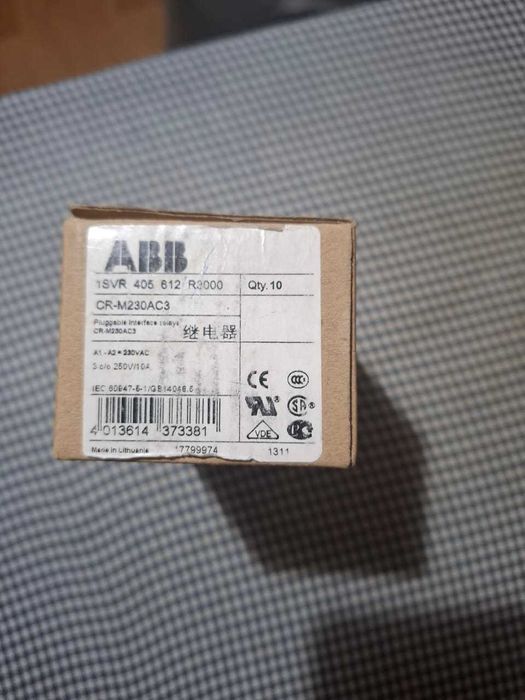 ABB
1SVR 405 612 R3000
Qty. 10
CR-M230AC3
Pluggable interface relays
CR-M230AC3
继电器
A1 - A2 = 230VAC
3 c/o 250V/10A
IEC 60947-5-1/GB14048.5
CE
CCC
SA®
VDE
4 013614 373381
Made in Lithuania
17799974
1311